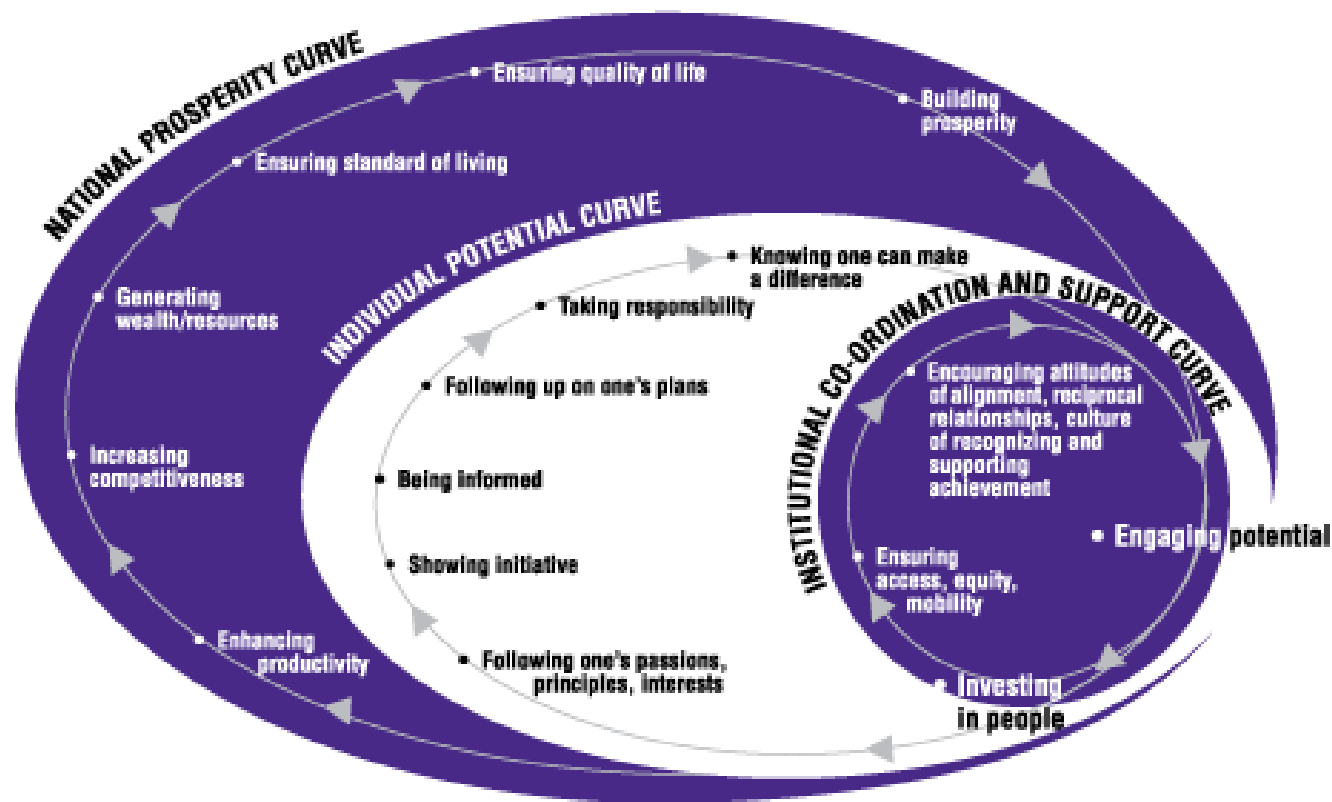 NATIONAL PROSPERITY CURVE
Ensuring quality of life
Building
prosperity
Ensuring standard of living
Generating
wealth/resources
Increasing
competitiveness
Enhancing
productivity
INDIVIDUAL POTENTIAL CURVE
Knowing one can make
a difference
Taking responsibility
Following up on one's plans
Being informed
Showing initiative
Following one's passions,
principles, interests
INSTITUTIONAL CO-ORDINATION AND SUPPORT CURVE
Encouraging attitudes
of alignment, reciprocal
relationships, culture
of recognizing and
supporting
achievement
Engaging potential
Ensuring
access, equity,
mobility
Investing
in people